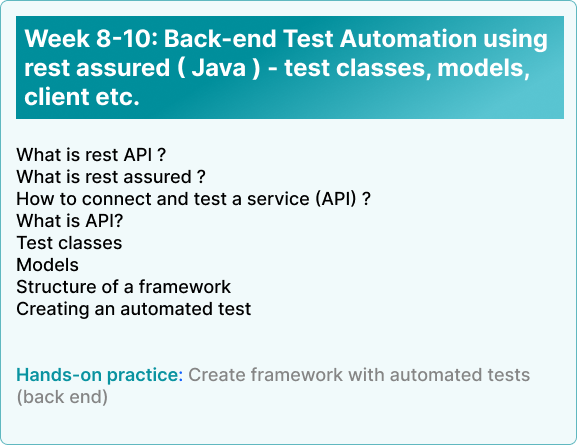 Week 8-10: Back-end Test Automation using
rest assured ( Java ) - test classes, models,
client etc.
What is rest API ?
What is rest assured ?
How to connect and test a service (API) ?
What is API?
Test classes
Models
Structure of a framework
Creating an automated test
Hands-on practice: Create framework with automated tests
(back end)